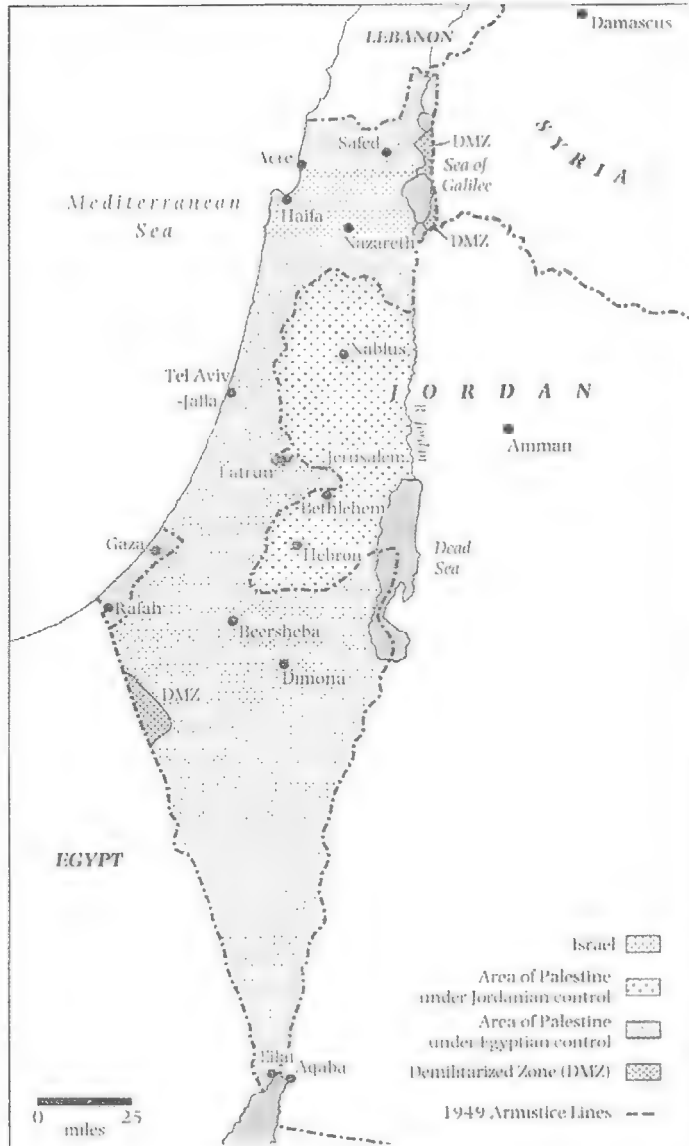 LEBANON
Damascus
SYRIA
Safed
DMZ
Acre
Sea of
Galilee
Mediterranean
Sea
Haifa
Nazareth
DMZ
Nablus
Tel Aviv
-Jaffa
JORDAN
R. Jordan
Amman
Jerusalem
Latrun
Bethlehem
Gaza
Hebron
Dead
Sea
Rafah
Beersheba
Dimona
DMZ
EGYPT
Israel
Area of Palestine
under Jordanian control
Area of Palestine
under Egyptian control
Demilitarized Zone (DMZ)
1949 Armistice Lines
Eilat
Aqaba
0 25
miles